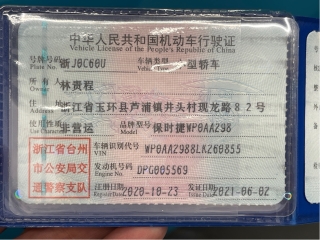 中华人民共和国机动车行驶证
Vehicle License of the People's Republic of China
号牌号码 浙J8C60U 车辆类型 小型轿车
Plate No. Vehicle Type
所有人 林贵程
Owner
住址 浙江省玉环县芦浦镇井头村现龙路82号
Address
使用性质 非营运 品牌型号 保时捷WP0AA298
Use Character Model
浙江省台州市公安局交通警察支队
车辆识别代号 WP0AA2988LK260855
VIN
发动机号码 DPG005569
Engine No.
注册日期 2020-10-23 发证日期 2021-06-02
Register Date Issue Date